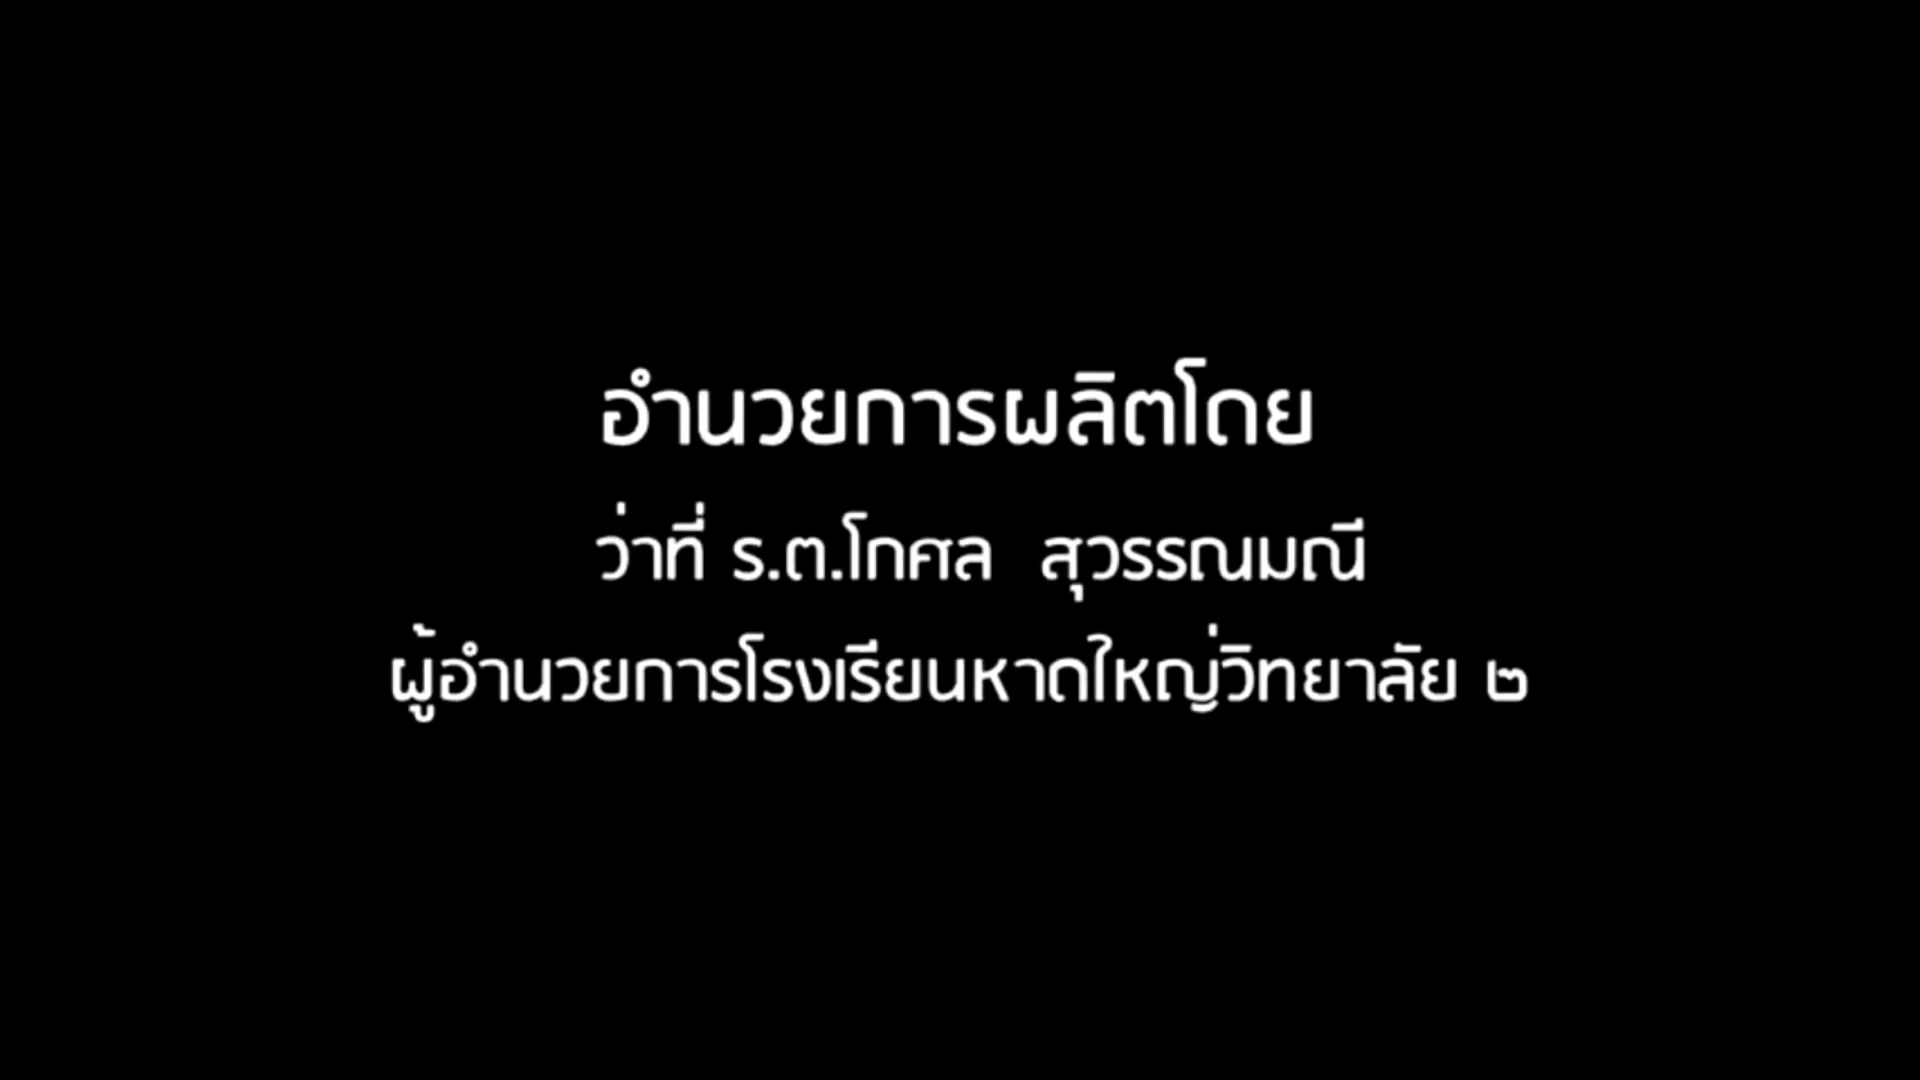 อำนวยการผลิตโดย
ว่าที่ ร.ต.โกศล  สุวรรณมณี
ผู้อำนวยการโรงเรียนหาดใหญ่วิทยาลัย ๒